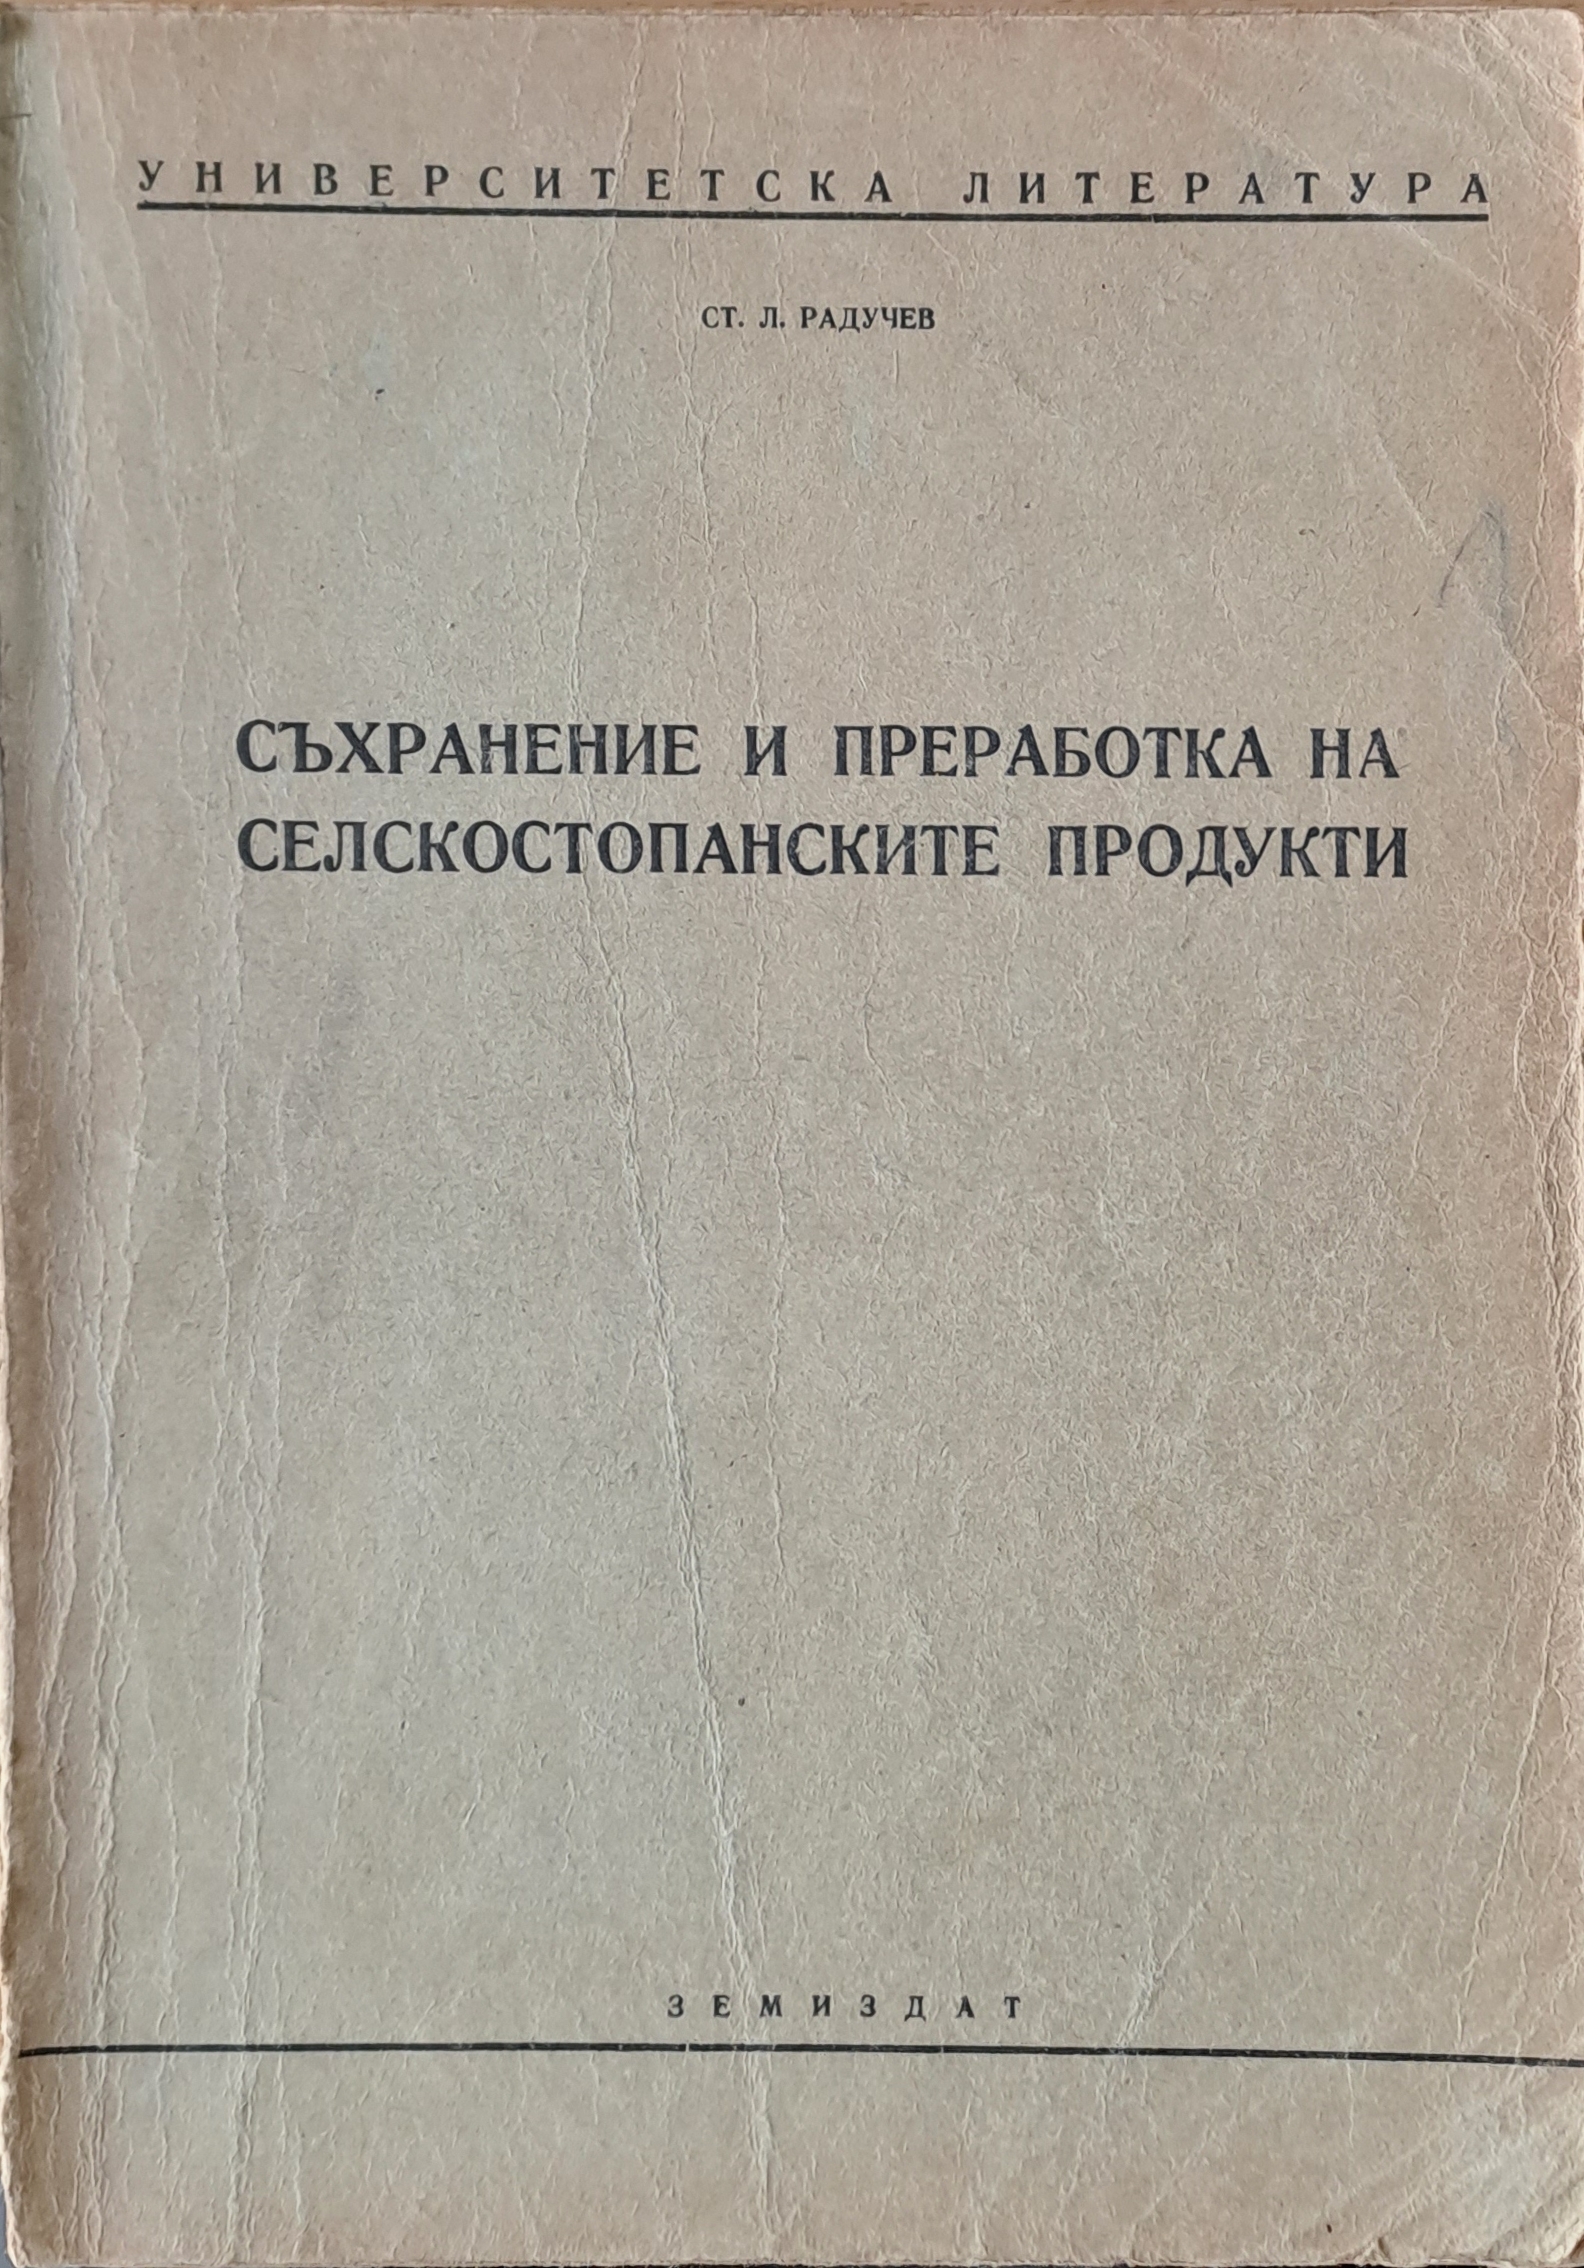 УНИВЕРСИТЕТСКА ЛИТЕРАТУРА
СТ. Л. РАДУЧЕВ
СЪХРАНЕНИЕ И ПРЕРАБОТКА НА
СЕЛСКОСТОПАНСКИТЕ ПРОДУКТИ
ЗЕМИЗДАТ